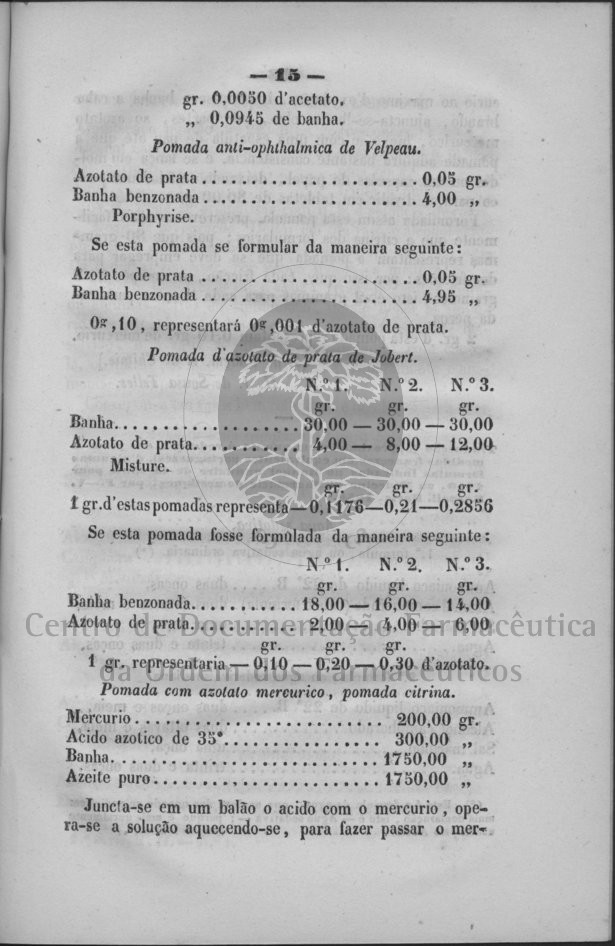 — 15 —
gr. 0,0050 d'acetato.
„ 0,0945 de banha.
Pomada anti-ophthalmica de Velpeau.
Azotato de prata........................ 0,05 gr.
Banha benzonada........................ 4,00 „
Porphyrise.
Se esta pomada se formular da maneira seguinte:
Azotato de prata ........................ 0,05 gr.
Banha benzonada........................ 4,95 „
0gr,10, representará 0gr,001 d'azotato de prata.
Pomada d'azotato de prata de Jobert.
N.º 1. N.º 2. N.º 3.
gr. gr. gr.
Banha.................... 30,00 — 30,00 — 30,00
Azotato de prata........... 4,00 — 8,00 — 12,00
Misture.
gr. gr. gr.
1 gr. d'estas pomadas representa—0,1176—0,21—0,2856
Se esta pomada fosse formulada da maneira seguinte:
N.º 1. N.º 2. N.º 3.
gr. gr. gr.
Banha benzonada........... 18,00 — 16,00 — 14,00
Azotato de prata........... 2,00 — 4,00 — 6,00
Centro de Documentação Farmacêutica
gr. gr. gr.
1 gr. representaria — 0,10 — 0,20 — 0,30 d'azotato.
da Ordem dos Farmacêuticos
Pomada com azotato mercurico, pomada citrina.
Mercurio............................ 200,00 gr.
Acido azotico de 35º................ 300,00 „
Banha............................ 1750,00 „
Azeite puro........................ 1750,00 „
Juncta-se em um balão o acido com o mercurio, ope-
ra-se a solução aquecendo-se, para fazer passar o mer-